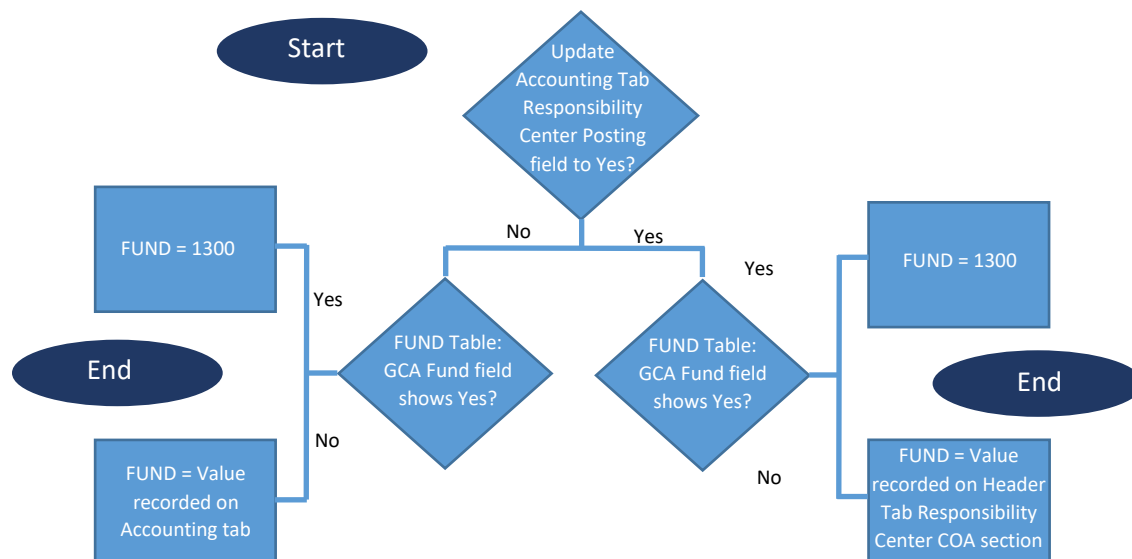 Start
Update
Accounting Tab
Responsibility
Center Posting
field to Yes?
No
Yes
FUND = 1300
Yes
FUND Table:
GCA Fund field
shows Yes?
End
No
FUND = Value
recorded on
Accounting tab
Yes
FUND = 1300
FUND Table:
GCA Fund field
shows Yes?
End
No
FUND = Value
recorded on Header
Tab Responsibility
Center COA section